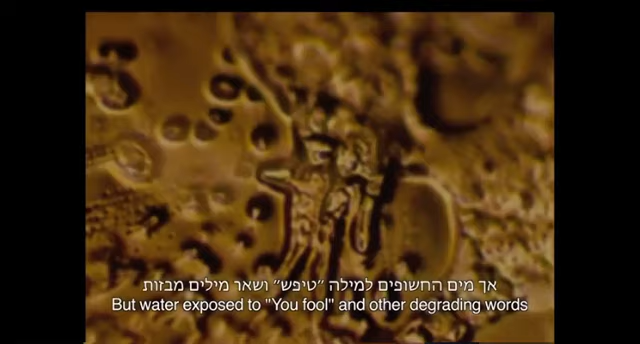 אך מים החשופים למילה "טיפש" ושאר מילים מבזות
But water exposed to "You fool" and other degrading words